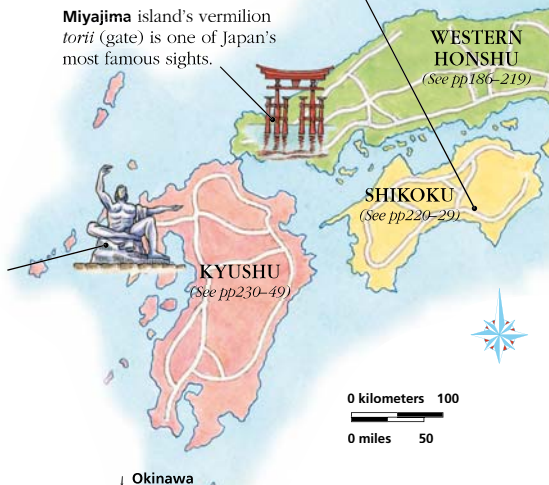 Miyajima island's vermilion
torii (gate) is one of Japan's
most famous sights.
WESTERN
HONSHU
(See pp186–219)
SHIKOKU
(See pp220–29)
KYUSHU
(See pp230–49)
0 kilometers 100
0 miles 50
Okinawa